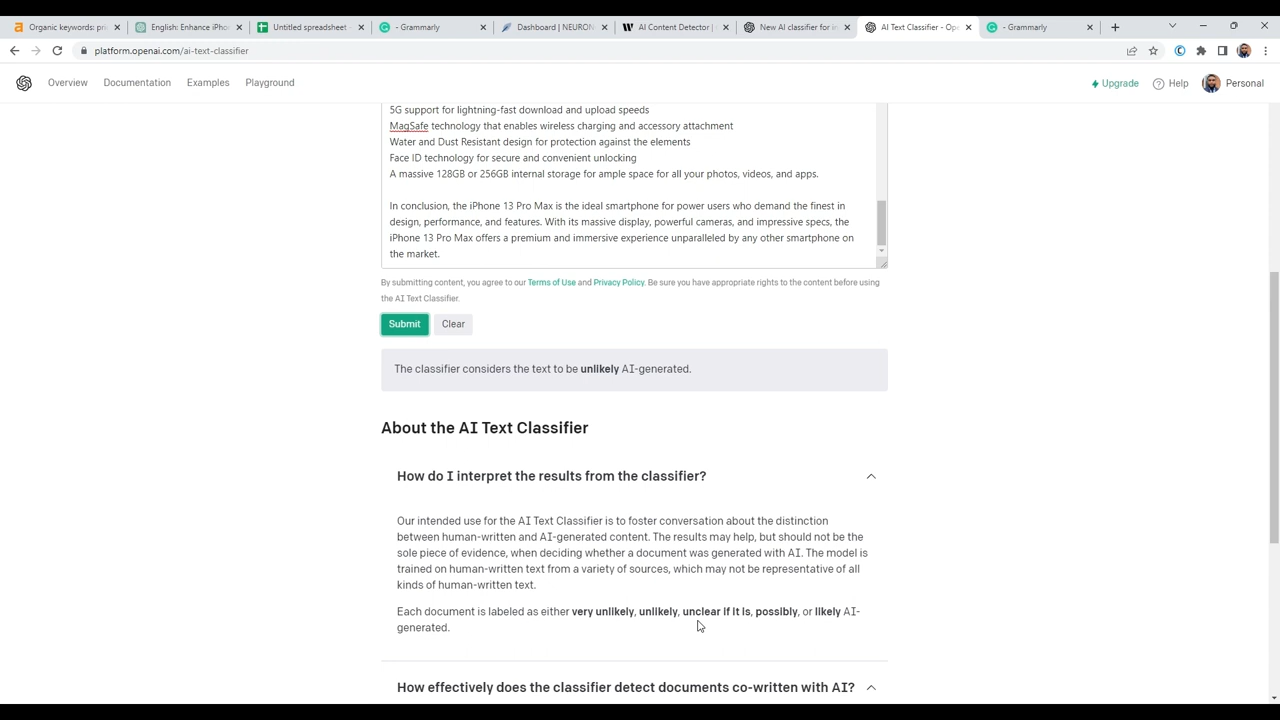 Organic keywords: pri
English: Enhance iPho
Untitled spreadsheet -
- Grammarly
Dashboard | NEURON
AI Content Detector |
New AI classifier for in
AI Text Classifier - Ope
- Grammarly
platform.openai.com/ai-text-classifier
Overview Documentation Examples Playground Upgrade Help Personal
5G support for lightning-fast download and upload speeds
MagSafe technology that enables wireless charging and accessory attachment
Water and Dust Resistant design for protection against the elements
Face ID technology for secure and convenient unlocking
A massive 128GB or 256GB internal storage for ample space for all your photos, videos, and apps.
In conclusion, the iPhone 13 Pro Max is the ideal smartphone for power users who demand the finest in
design, performance, and features. With its massive display, powerful cameras, and impressive specs, the
iPhone 13 Pro Max offers a premium and immersive experience unparalleled by any other smartphone on
the market.
By submitting content, you agree to our Terms of Use and Privacy Policy. Be sure you have appropriate rights to the content before using
the AI Text Classifier.
Submit Clear
The classifier considers the text to be unlikely AI-generated.
About the AI Text Classifier
How do I interpret the results from the classifier?
Our intended use for the AI Text Classifier is to foster conversation about the distinction
between human-written and AI-generated content. The results may help, but should not be the
sole piece of evidence, when deciding whether a document was generated with AI. The model is
trained on human-written text from a variety of sources, which may not be representative of all
kinds of human-written text.
Each document is labeled as either very unlikely, unlikely, unclear if it is, possibly, or likely AI-
generated.
How effectively does the classifier detect documents co-written with AI?